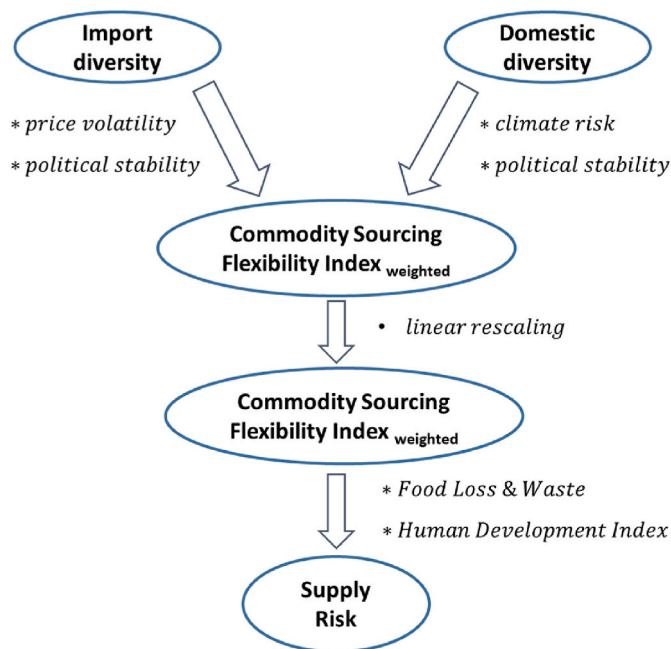 Import
diversity
Domestic
diversity
* price volatility
* political stability
* climate risk
* political stability
Commodity Sourcing
Flexibility Index weighted
• linear rescaling
Commodity Sourcing
Flexibility Index weighted
* Food Loss & Waste
* Human Development Index
Supply
Risk